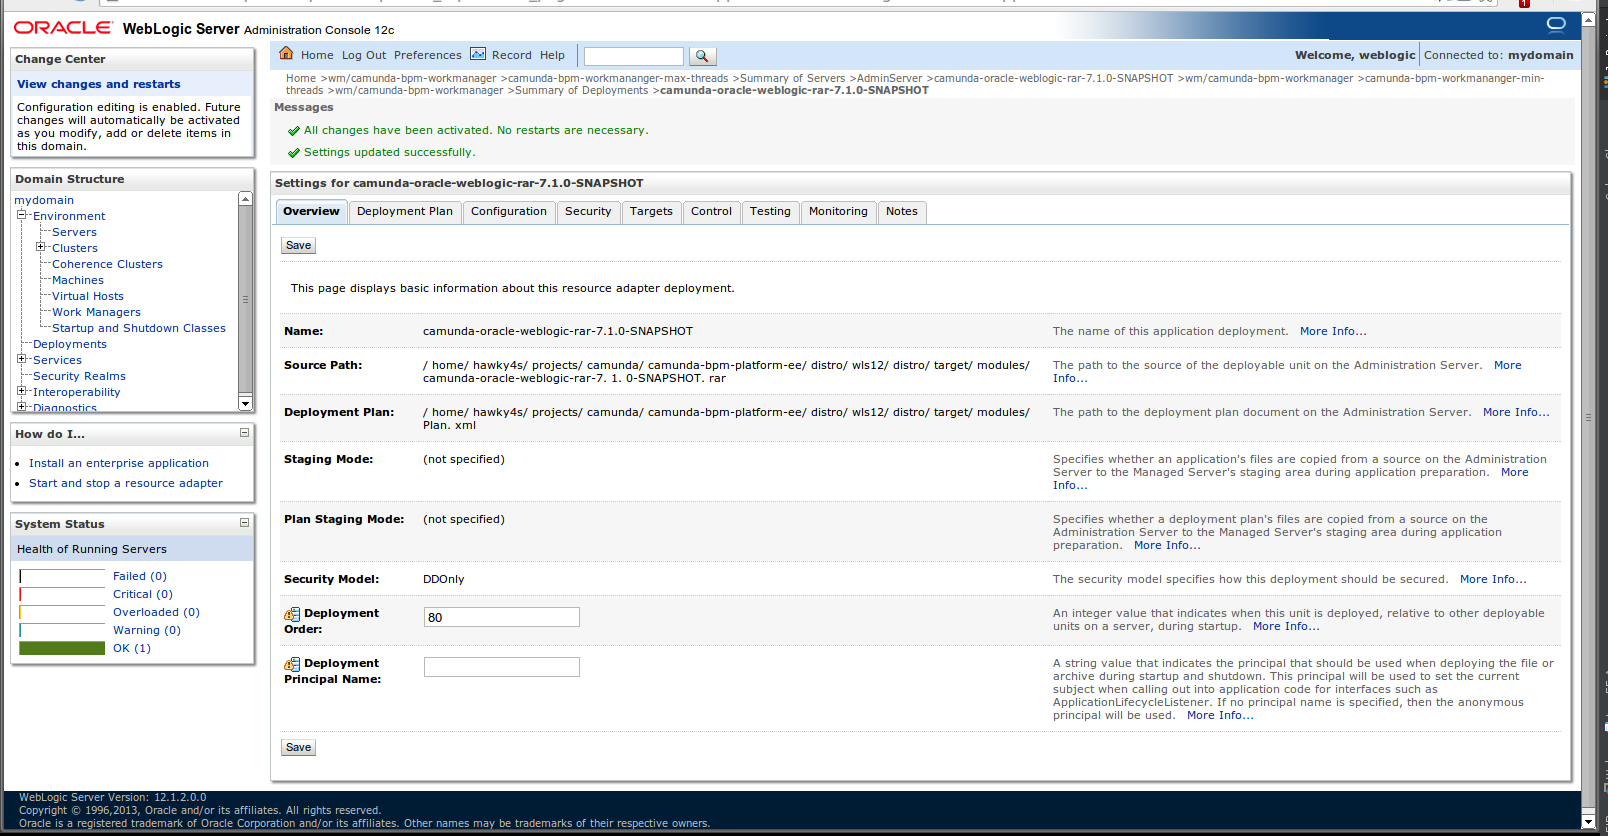 ORACLE WebLogic Server Administration Console 12c
Change Center
View changes and restarts
Configuration editing is enabled. Future
changes will automatically be activated
as you modify, add or delete items in
this domain.
Domain Structure
mydomain
Environment
Servers
Clusters
Coherence Clusters
Machines
Virtual Hosts
Work Managers
Startup and Shutdown Classes
Deployments
Services
Security Realms
Interoperability
Diagnostics
How do I...
Install an enterprise application
Start and stop a resource adapter
System Status
Health of Running Servers
Failed (0)
Critical (0)
Overloaded (0)
Warning (0)
OK (1)
Home Log Out Preferences Record Help
Welcome, weblogic Connected to: mydomain
Home >wm/camunda-bpm-workmanager >camunda-bpm-workmananger-max-threads >Summary of Servers >AdminServer >camunda-oracle-weblogic-rar-7.1.0-SNAPSHOT >wm/camunda-bpm-workmanager >camunda-bpm-workmananger-min-
threads >wm/camunda-bpm-workmanager >Summary of Deployments >camunda-oracle-weblogic-rar-7.1.0-SNAPSHOT
Messages
All changes have been activated. No restarts are necessary.
Settings updated successfully.
Settings for camunda-oracle-weblogic-rar-7.1.0-SNAPSHOT
Overview Deployment Plan Configuration Security Targets Control Testing Monitoring Notes
Save
This page displays basic information about this resource adapter deployment.
Name: camunda-oracle-weblogic-rar-7.1.0-SNAPSHOT The name of this application deployment. More Info...
Source Path: / home/ hawky4s/ projects/ camunda/ camunda-bpm-platform-ee/ distro/ wls12/ distro/ target/ modules/ The path to the source of the deployable unit on the Administration Server. More
camunda-oracle-weblogic-rar-7. 1. 0-SNAPSHOT. rar Info...
Deployment Plan: / home/ hawky4s/ projects/ camunda/ camunda-bpm-platform-ee/ distro/ wls12/ distro/ target/ modules/ The path to the deployment plan document on the Administration Server. More Info...
Plan. xml
Staging Mode: (not specified) Specifies whether an application's files are copied from a source on the Administration
Server to the Managed Server's staging area during application preparation. More
Info...
Plan Staging Mode: (not specified) Specifies whether a deployment plan's files are copied from a source on the
Administration Server to the Managed Server's staging area during application
preparation. More Info...
Security Model: DDOnly The security model specifies how this deployment should be secured. More Info...
Deployment 80 An integer value that indicates when this unit is deployed, relative to other deployable
Order: units on a server, during startup. More Info...
Deployment A string value that indicates the principal that should be used when deploying the file or
Principal Name: archive during startup and shutdown. This principal will be used to set the current
subject when calling out into application code for interfaces such as
ApplicationLifecycleListener. If no principal name is specified, then the anonymous
principal will be used. More Info...
Save
WebLogic Server Version: 12.1.2.0.0
Copyright © 1996,2013, Oracle and/or its affiliates. All rights reserved.
Oracle is a registered trademark of Oracle Corporation and/or its affiliates. Other names may be trademarks of their respective owners.